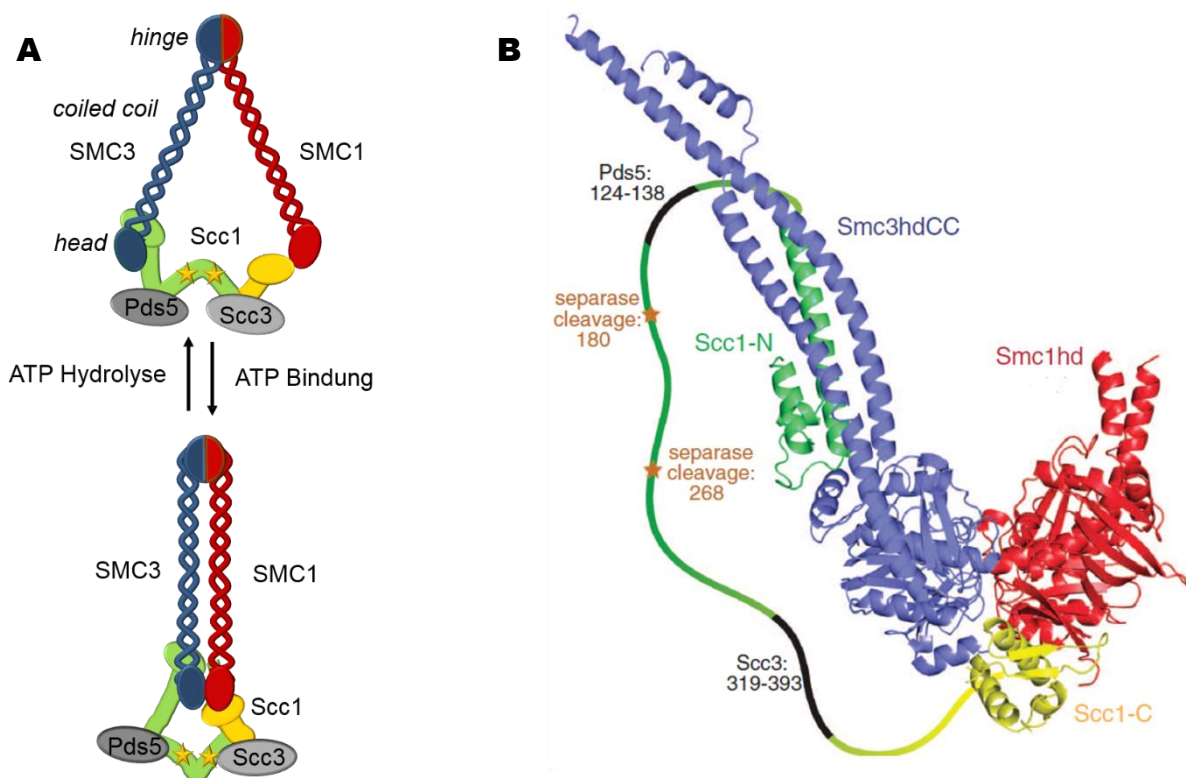 A
hinge
coiled coil
SMC3
SMC1
head
Scc1
Pds5
Scc3
ATP Hydrolyse
ATP Bindung
SMC3
SMC1
Scc1
Pds5
Scc3
B
Pds5:
124-138
Smc3hdCC
separase
cleavage:
180
Scc1-N
Smc1hd
separase
cleavage:
268
Scc3:
319-393
Scc1-C